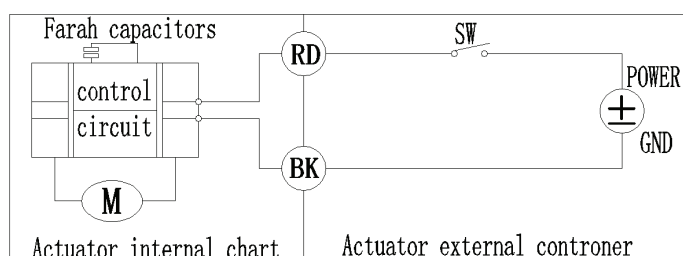 Farah capacitors
SW
RD
POWER
control
circuit
GND
BK
M
Actuator internal chart
Actuator external controner